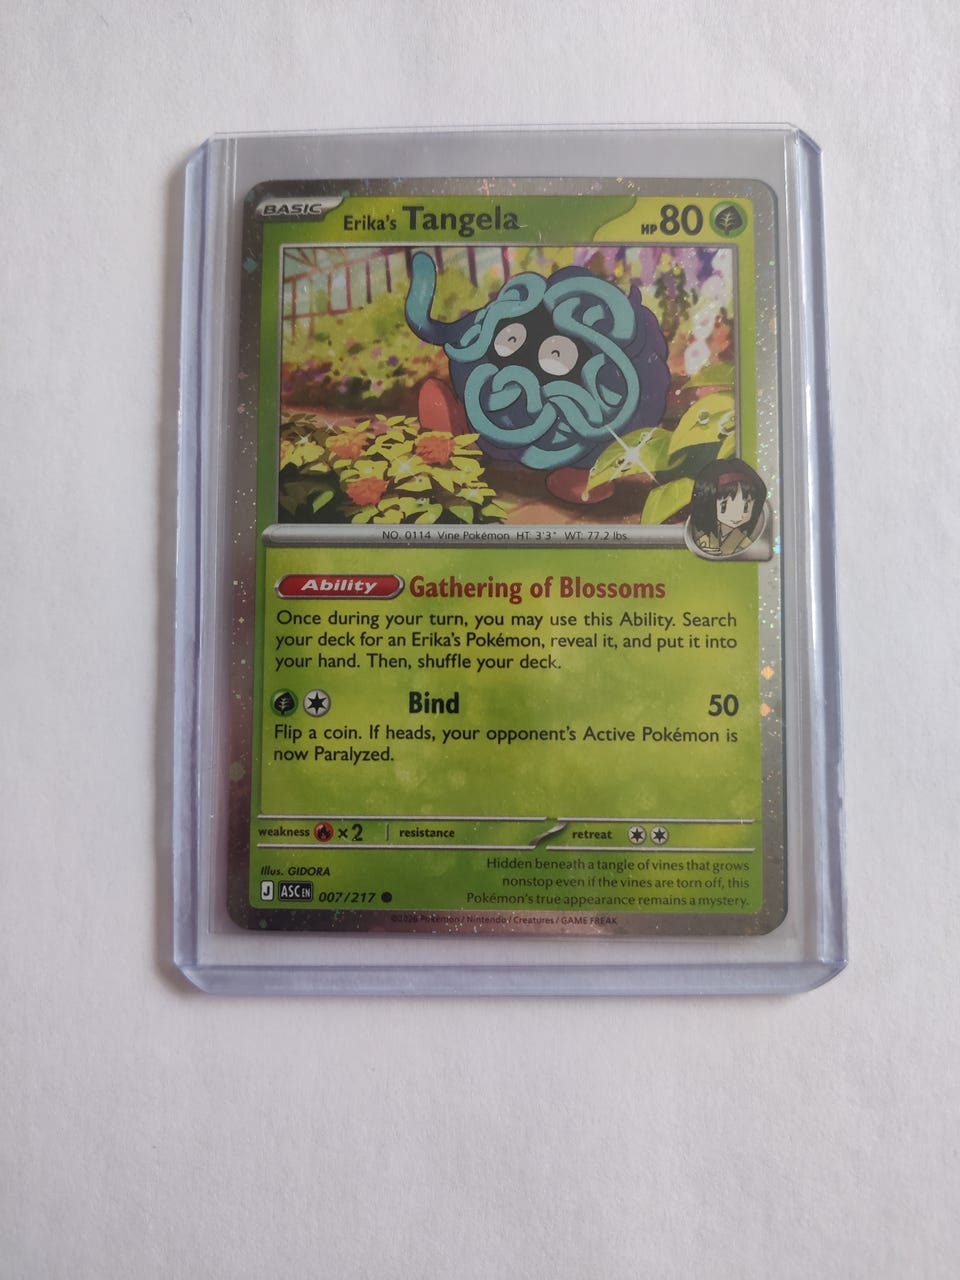 BASIC Erika's Tangela HP 80
NO. 0114 Vine Pokémon HT: 3'3" WT: 77.2 lbs.
Ability Gathering of Blossoms
Once during your turn, you may use this Ability. Search
your deck for an Erika's Pokémon, reveal it, and put it into
your hand. Then, shuffle your deck.
Bind 50
Flip a coin. If heads, your opponent's Active Pokémon is
now Paralyzed.
weakness ×2 resistance retreat
Illus. GIDORA
Hidden beneath a tangle of vines that grows
nonstop even if the vines are torn off, this
Pokémon's true appearance remains a mystery.
J ASC EN 007/217
©2026 Pokémon / Nintendo / Creatures / GAME FREAK